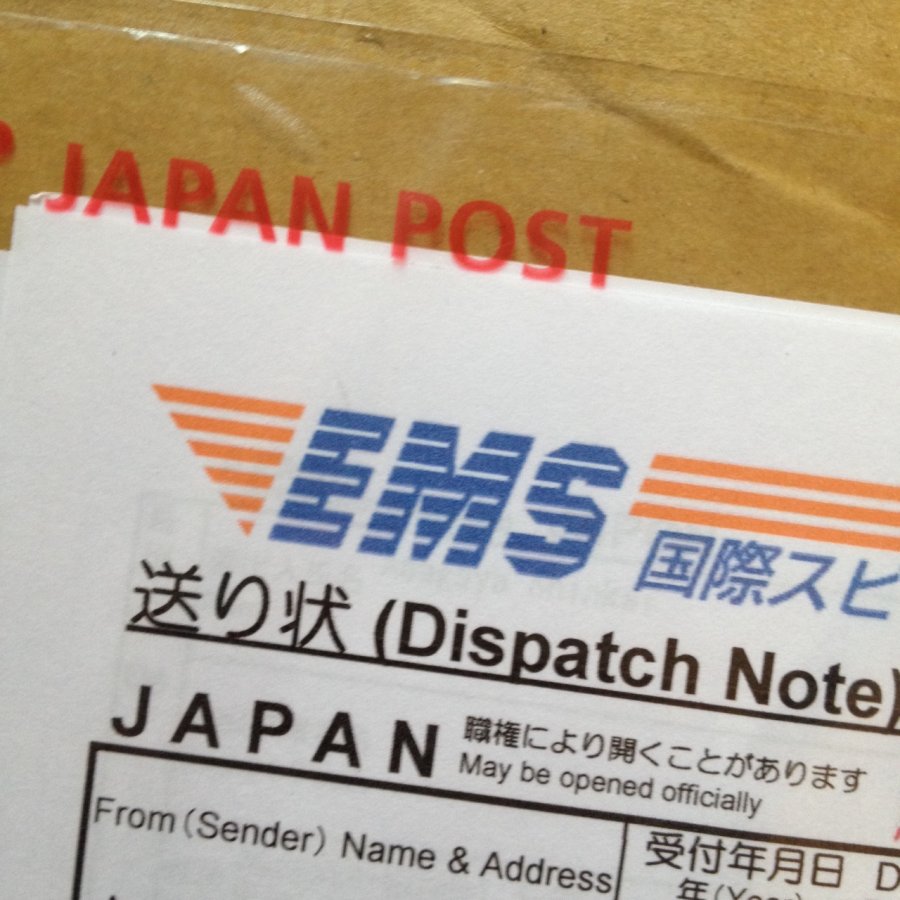 JAPAN POST
EMS
国際スピ
送り状 (Dispatch Note)
JAPAN
職権により開くことがあります
May be opened officially
From (Sender) Name & Address
受付年月日 D
年(Year)